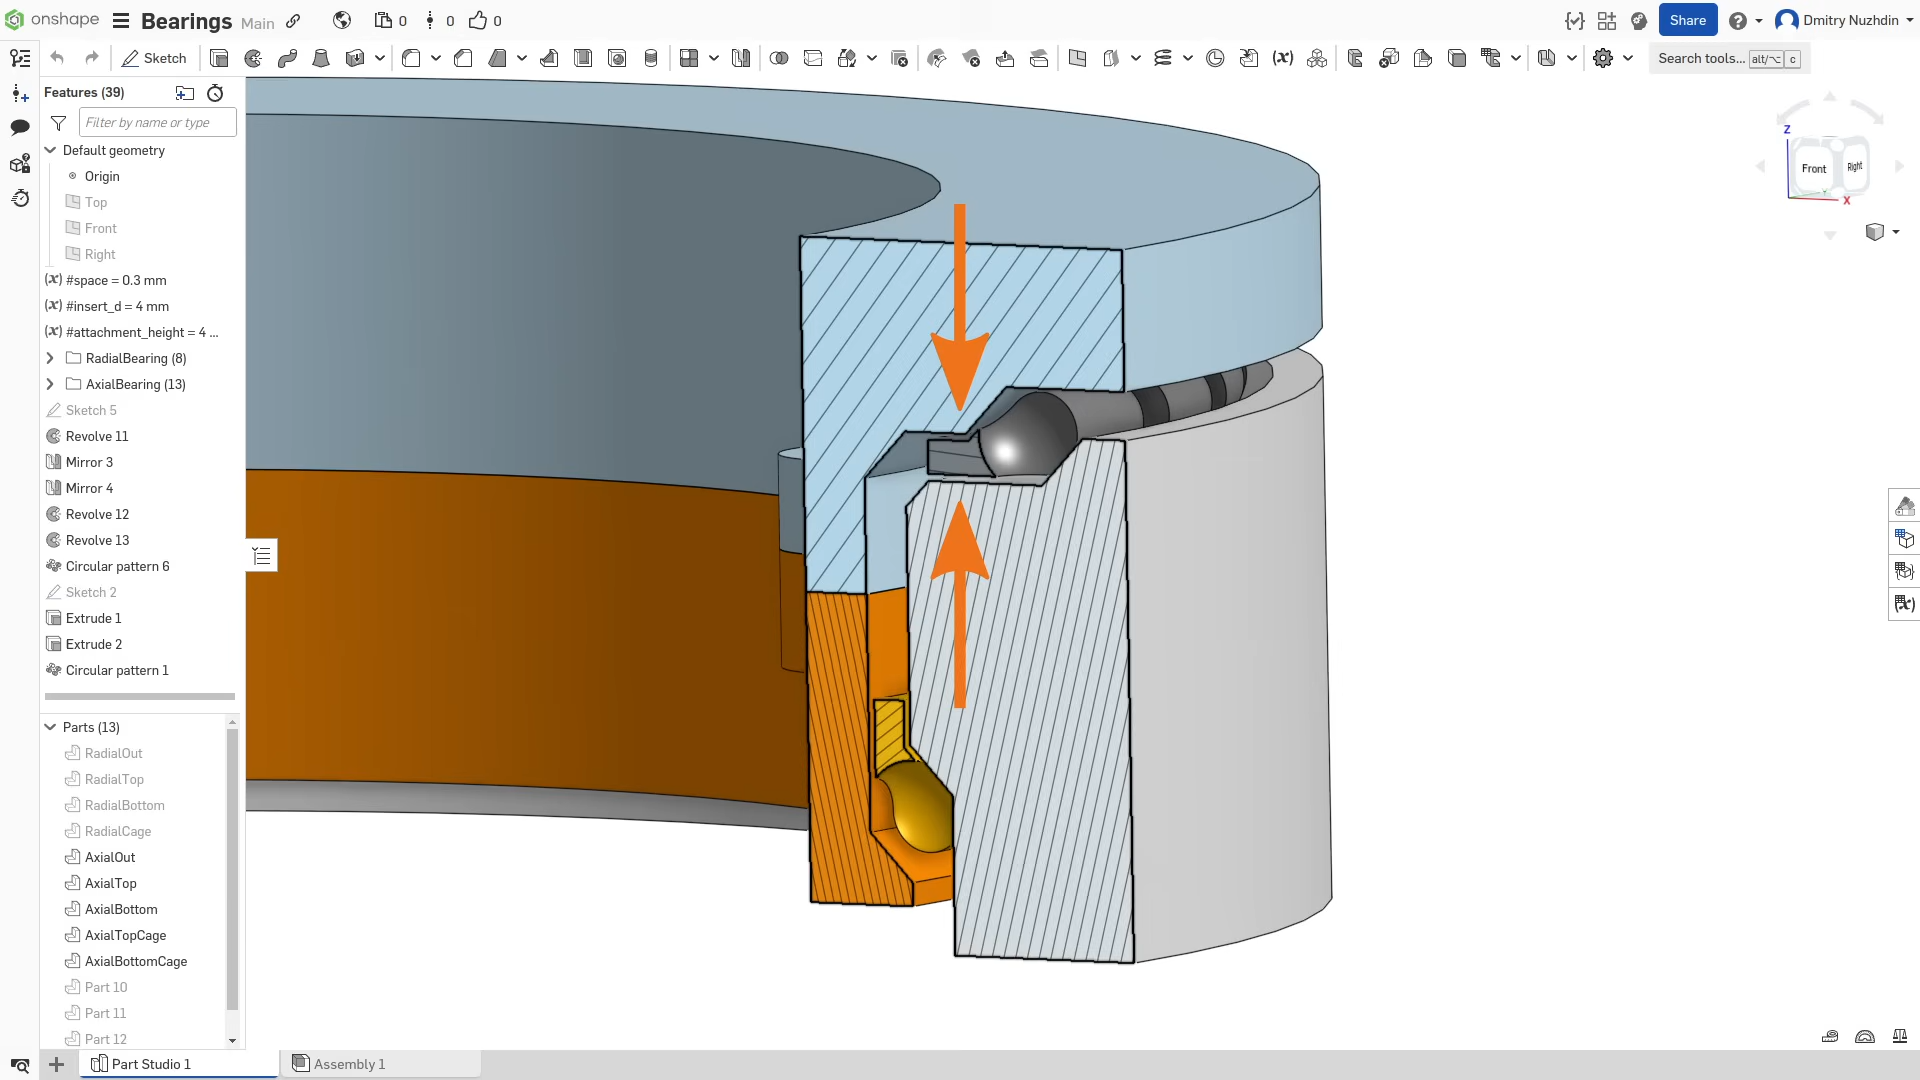 onshape
Bearings
Main
0
0
0
Share
Dmitry Nuzhdin
Sketch
Search tools...
alt/⌥
c
Features (39)
Filter by name or type
Default geometry
Origin
Top
Front
Right
(x) #space = 0.3 mm
(x) #insert_d = 4 mm
(x) #attachment_height = 4 ...
RadialBearing (8)
AxialBearing (13)
Sketch 5
Revolve 11
Mirror 3
Mirror 4
Revolve 12
Revolve 13
Circular pattern 6
Sketch 2
Extrude 1
Extrude 2
Circular pattern 1
Parts (13)
RadialOut
RadialTop
RadialBottom
RadialCage
AxialOut
AxialTop
AxialBottom
AxialTopCage
AxialBottomCage
Part 10
Part 11
Part 12
Z
Front
Right
X
Part Studio 1
Assembly 1